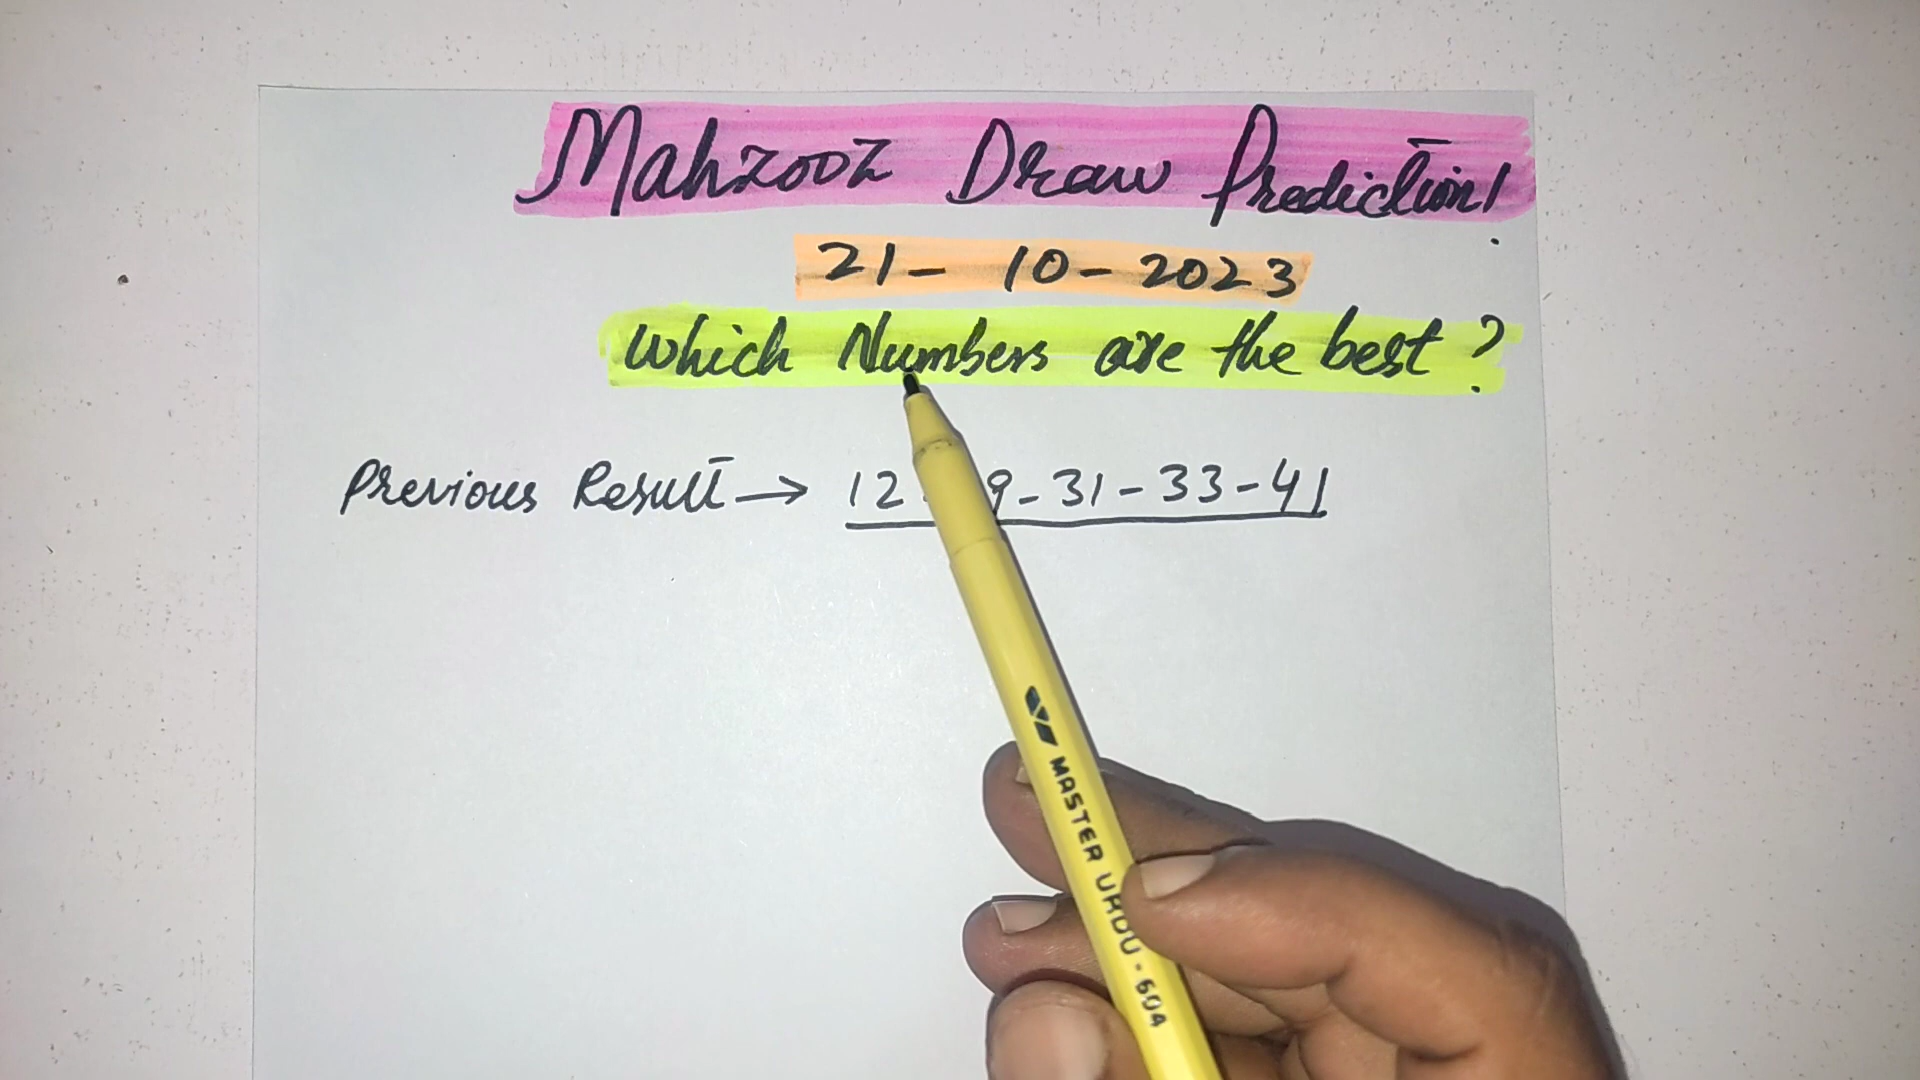 Mahzooz Draw Prediction!
21- 10-2023
Which Numbers are the best?
Previous Result → 12 9-31-33-41
MASTER URDU-604